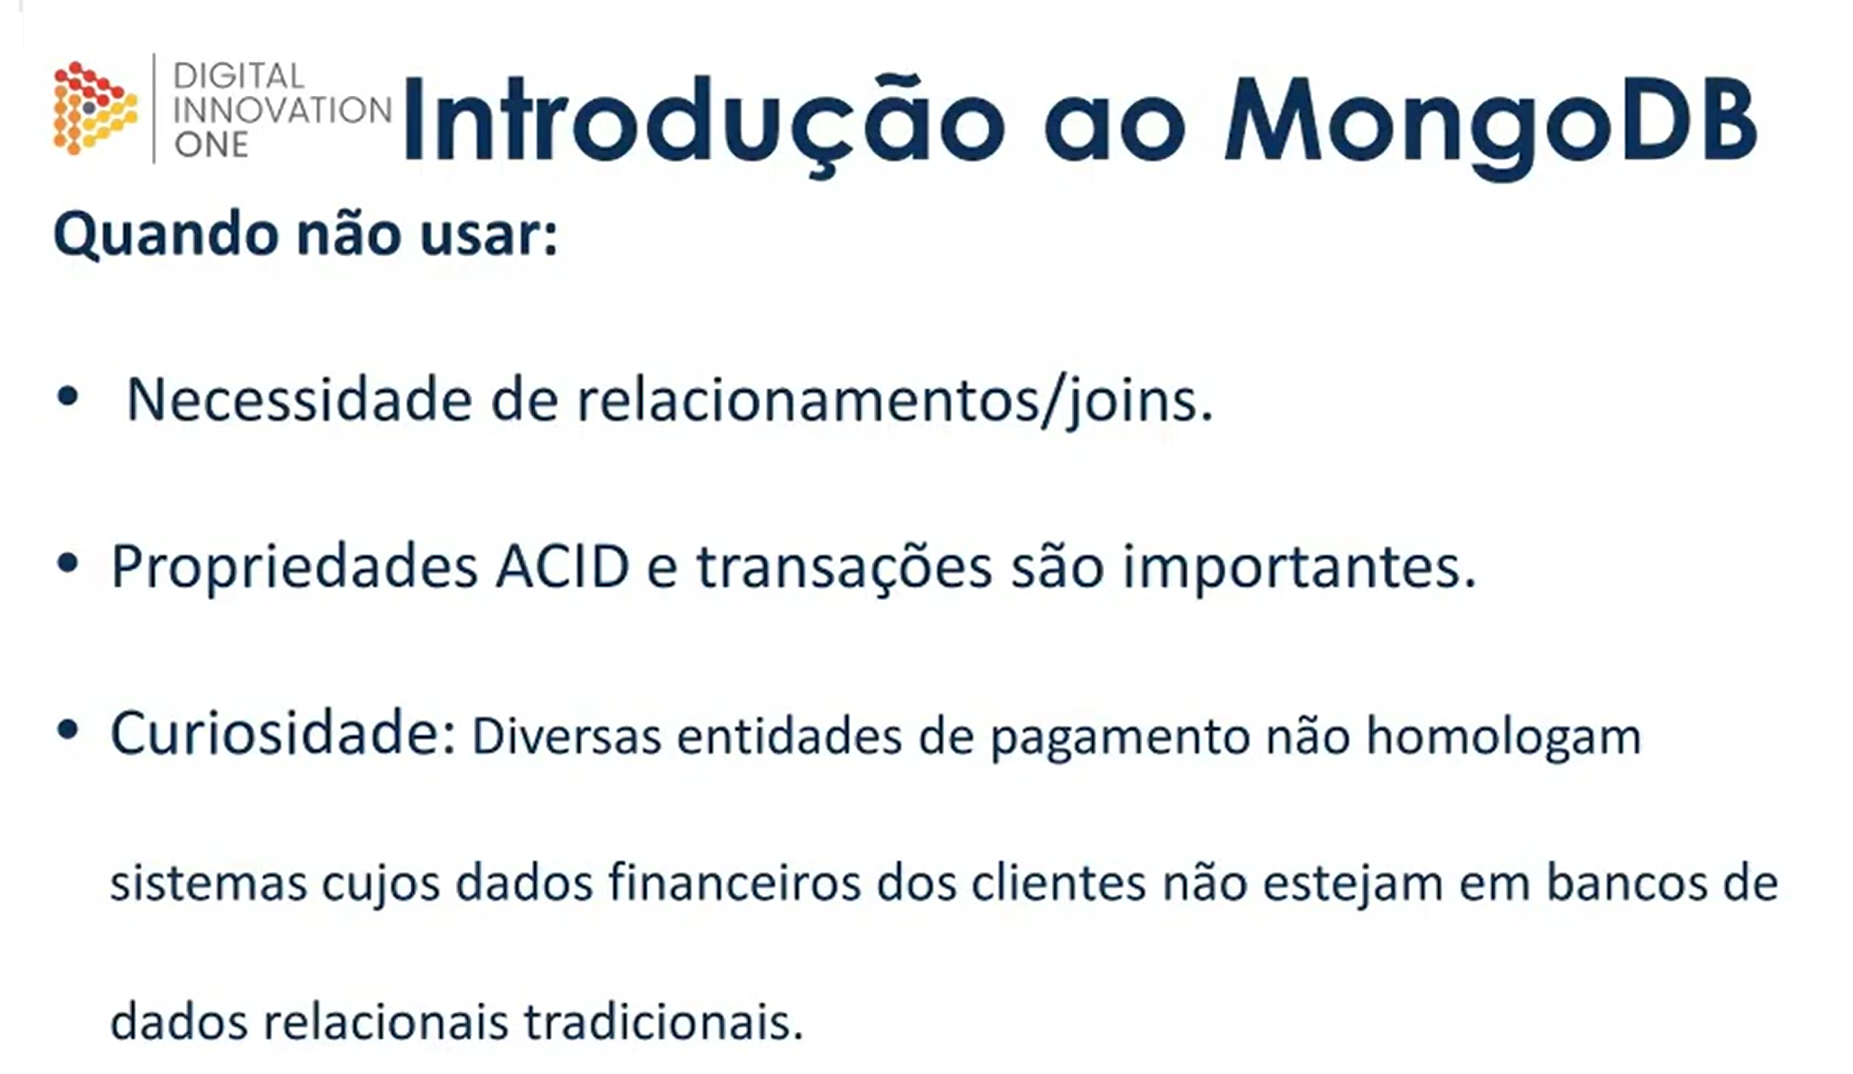 DIGITAL
INNOVATION
ONE
Introdução ao MongoDB
Quando não usar:
• Necessidade de relacionamentos/joins.
• Propriedades ACID e transações são importantes.
• Curiosidade: Diversas entidades de pagamento não homologam
sistemas cujos dados financeiros dos clientes não estejam em bancos de
dados relacionais tradicionais.